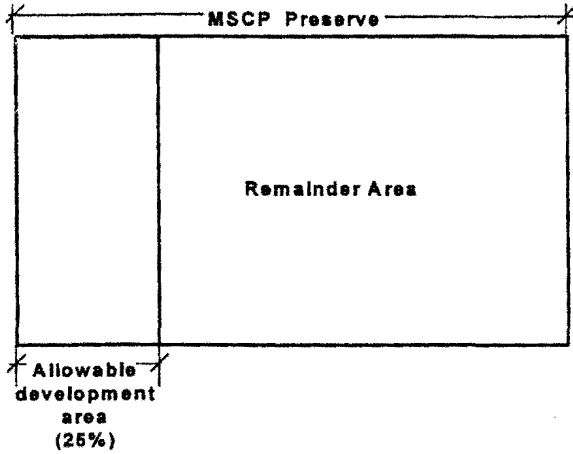 MSCP Preserve
Remainder Area
Allowable
development
area
(25%)